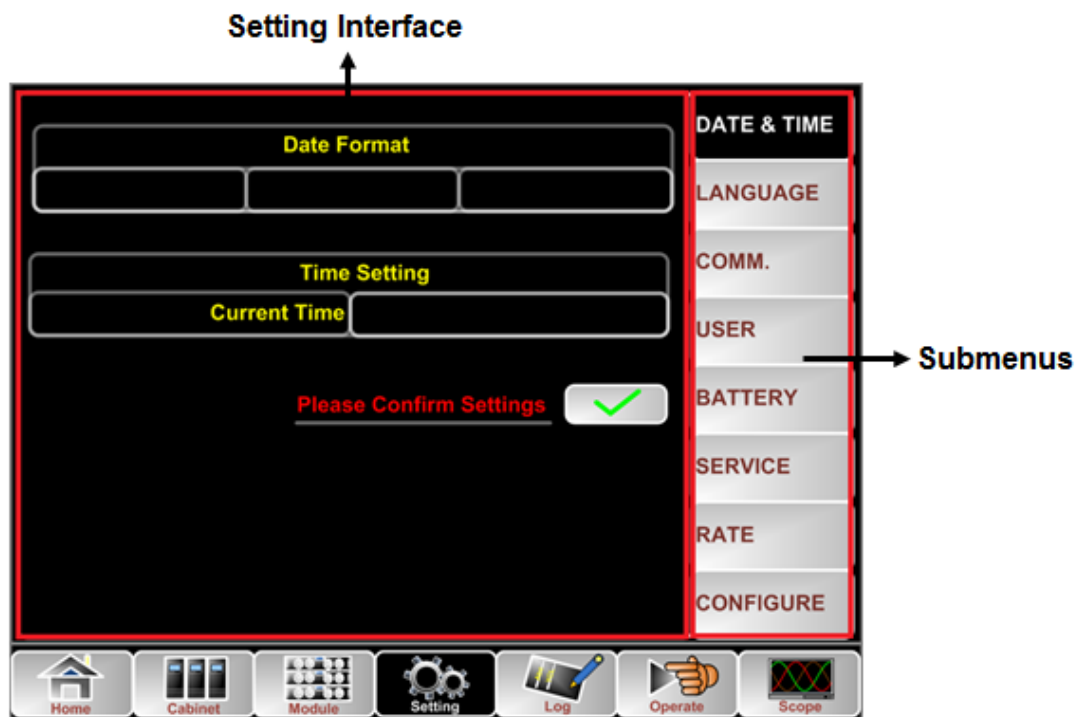 Setting Interface
Date Format
Time Setting
Current Time
Please Confirm Settings
DATE & TIME
LANGUAGE
COMM.
USER
BATTERY
SERVICE
RATE
CONFIGURE
Submenus
Home
Cabinet
Module
Setting
Log
Operate
Scope